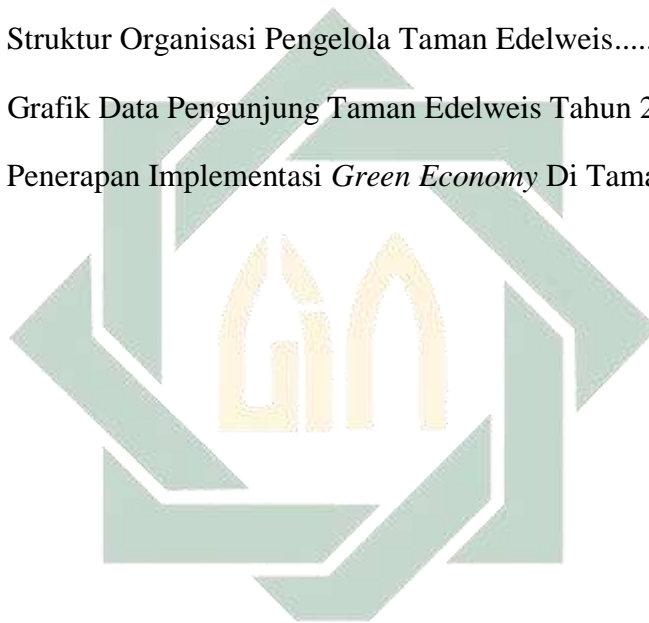 Struktur Organisasi Pengelola Taman Edelweis.....
Grafik Data Pengunjung Taman Edelweis Tahun 2
Penerapan Implementasi Green Economy Di Tama